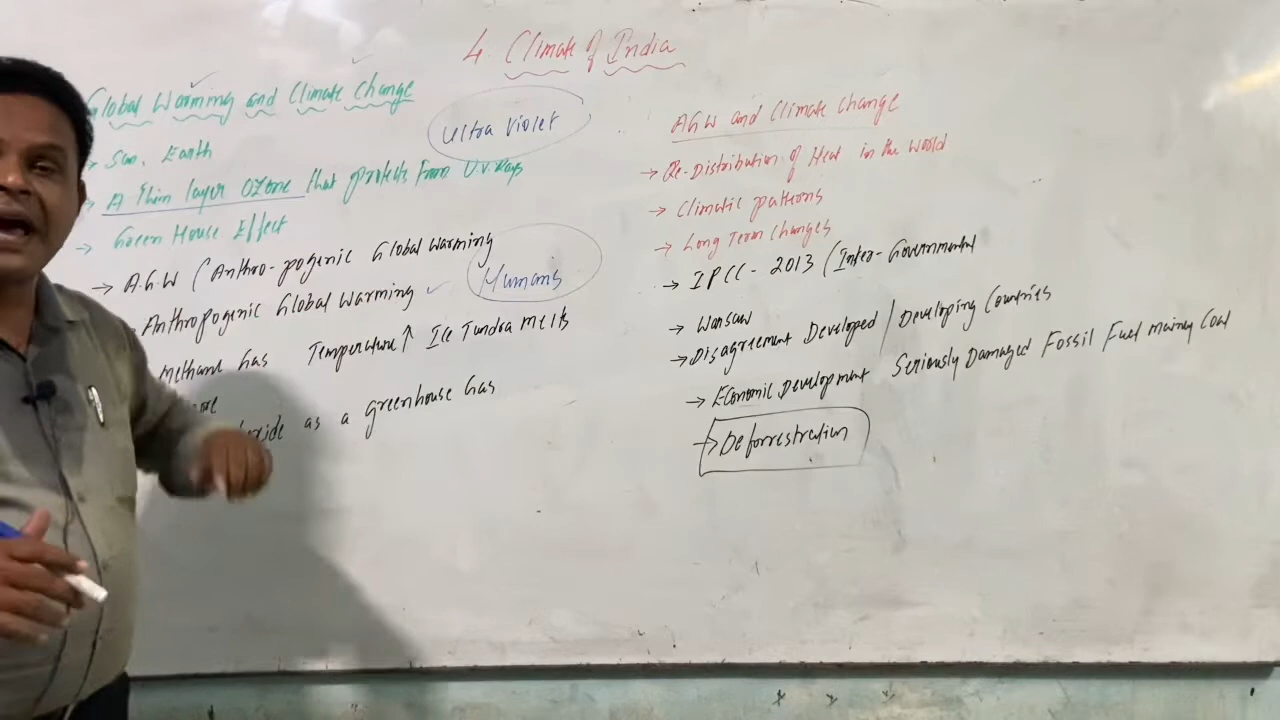 4. Climate of India
Global Warming and Climate Change
Ultra Violet
Sun, Earth
A Thin layer OZone that protects from U.V. Rays
→ Green House Effect
→ A.G.W (Anthro-pogenic Global Warming
Humans
Anthropogenic Global Warming
Methane Gas Temperature ↑ Ice Tundra Melts
as a greenhouse Gas
AGW and Climate Change
→ Re-Distribution of Heat in the World
→ Climatic patterns
→ Long Term Changes
→ IPCC - 2013 (Inter-Governmental
→ Warsaw
→ Disagreement Developed / Developing Countries
→ Economic Development Seriously Damaged Fossil Fuel mainey Coal
→ Deforrestration